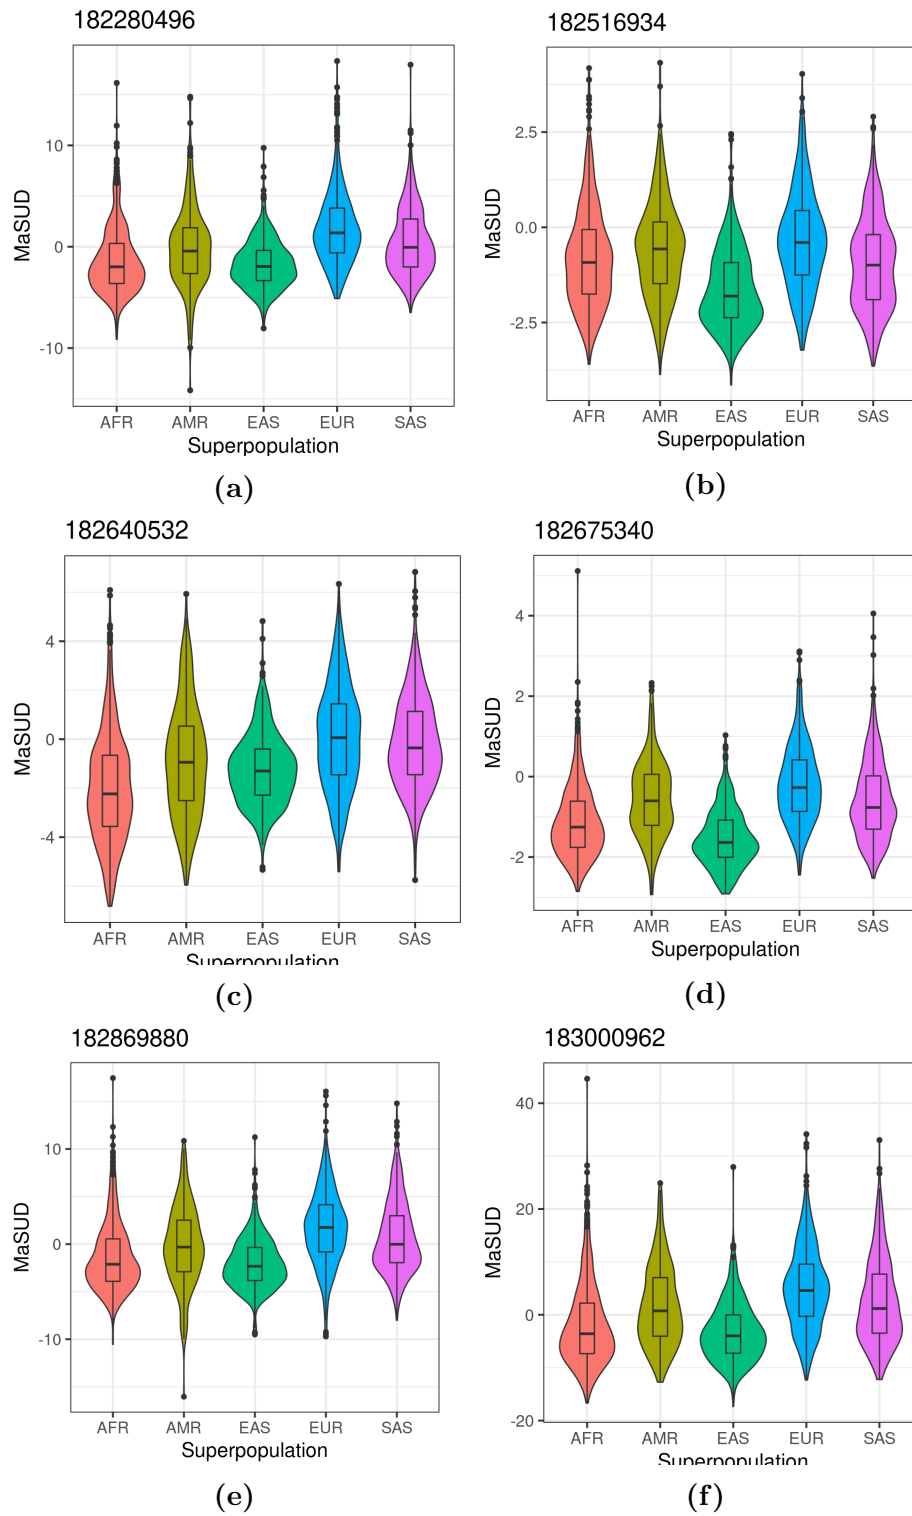 182280496
MaSUD
10
0
-10
AFR AMR EAS EUR SAS
Superpopulation
(a)
182516934
MaSUD
2.5
0.0
-2.5
AFR AMR EAS EUR SAS
Superpopulation
(b)
182640532
MaSUD
4
0
-4
AFR AMR EAS EUR SAS
Superpopulation
(c)
182675340
MaSUD
4
2
0
-2
AFR AMR EAS EUR SAS
Superpopulation
(d)
182869880
MaSUD
10
0
-10
AFR AMR EAS EUR SAS
Superpopulation
(e)
183000962
MaSUD
40
20
0
-20
AFR AMR EAS EUR SAS
Superpopulation
(f)